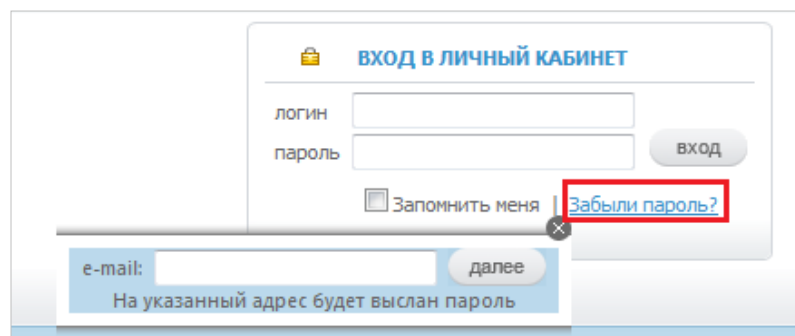 ВХОД В ЛИЧНЫЙ КАБИНЕТ
логин
пароль
вход
Запомнить меня | Забыли пароль?
e-mail:
далее
На указанный адрес будет выслан пароль